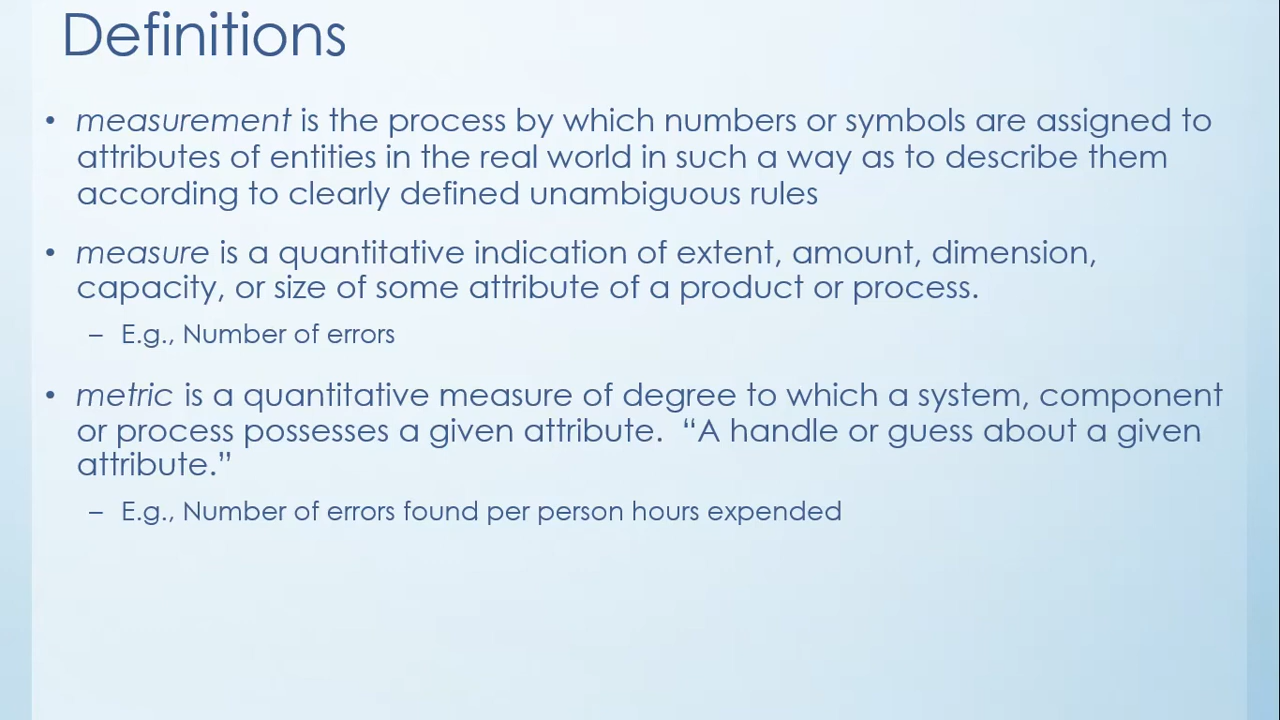 Definitions
• measurement is the process by which numbers or symbols are assigned to
attributes of entities in the real world in such a way as to describe them
according to clearly defined unambiguous rules
• measure is a quantitative indication of extent, amount, dimension,
capacity, or size of some attribute of a product or process.
– E.g., Number of errors
• metric is a quantitative measure of degree to which a system, component
or process possesses a given attribute.  “A handle or guess about a given
attribute.”
– E.g., Number of errors found per person hours expended